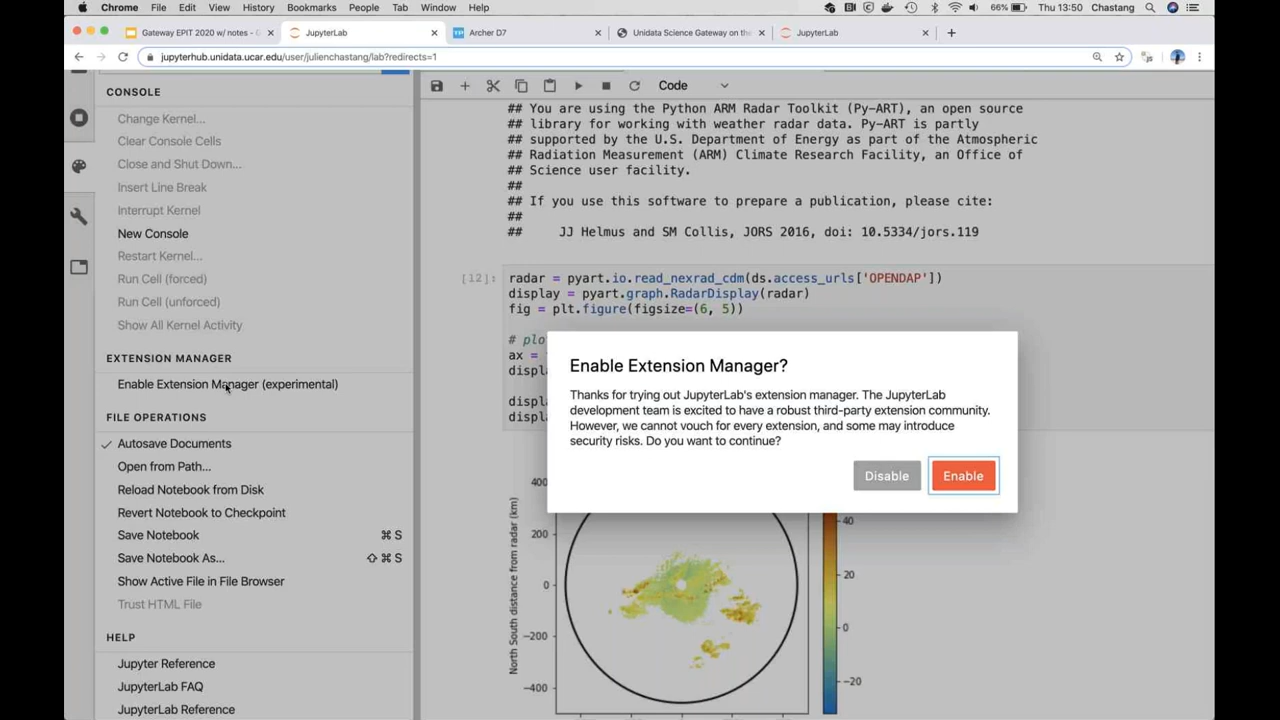 Chrome File Edit View History Bookmarks People Tab Window Help 66% Thu 13:50 Chastang
Gateway EPIT 2020 w/ notes - G JupyterLab Archer D7 Unidata Science Gateway on the JupyterLab
jupyterhub.unidata.ucar.edu/user/julienchastang/lab?redirects=1
CONSOLE
Change Kernel...
Clear Console Cells
Close and Shut Down...
Insert Line Break
Interrupt Kernel
New Console
Restart Kernel...
Run Cell (forced)
Run Cell (unforced)
Show All Kernel Activity
EXTENSION MANAGER
Enable Extension Manager (experimental)
FILE OPERATIONS
Autosave Documents
Open from Path...
Reload Notebook from Disk
Revert Notebook to Checkpoint
Save Notebook ⌘ S
Save Notebook As... ⇧ ⌘ S
Show Active File in File Browser
Trust HTML File
HELP
Jupyter Reference
JupyterLab FAQ
JupyterLab Reference
Code
## You are using the Python ARM Radar Toolkit (Py-ART), an open source
## library for working with weather radar data. Py-ART is partly
## supported by the U.S. Department of Energy as part of the Atmospheric
## Radiation Measurement (ARM) Climate Research Facility, an Office of
## Science user facility.
##
## If you use this software to prepare a publication, please cite:
##
## JJ Helmus and SM Collis, JORS 2016, doi: 10.5334/jors.119
[12]: radar = pyart.io.read_nexrad_cdm(ds.access_urls['OPENDAP'])
display = pyart.graph.RadarDisplay(radar)
fig = plt.figure(figsize=(6, 5))
# plo
ax =
displ
displ
displ
Enable Extension Manager?
Thanks for trying out JupyterLab's extension manager. The JupyterLab
development team is excited to have a robust third-party extension community.
However, we cannot vouch for every extension, and some may introduce
security risks. Do you want to continue?
Disable Enable
North South distance from radar (km)
400
200
0
−200
−400
40
20
0
−20